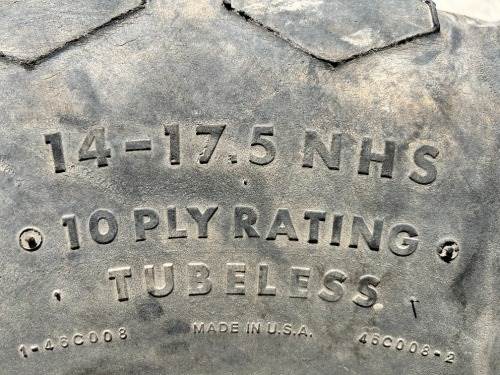 14-17.5 NHS
10 PLY RATING
TUBELESS
1-46C008 MADE IN U.S.A. 46C008-2